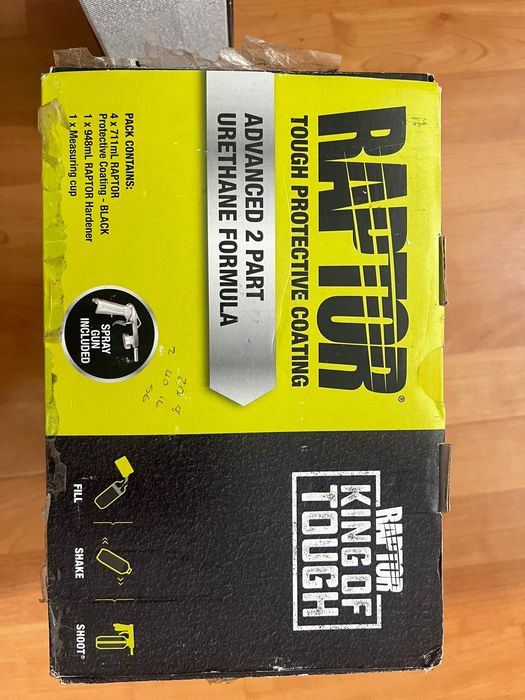 RAPTOR®
TOUGH PROTECTIVE COATING
ADVANCED 2 PART
URETHANE FORMULA
PACK CONTAINS:
4 x 711mL RAPTOR
Protective Coating - BLACK
1 x 948mL RAPTOR Hardener
1 x Measuring cup
SPRAY
GUN
INCLUDED
RAPTOR
KING OF
TOUGH
FILL
SHAKE
SHOOT®